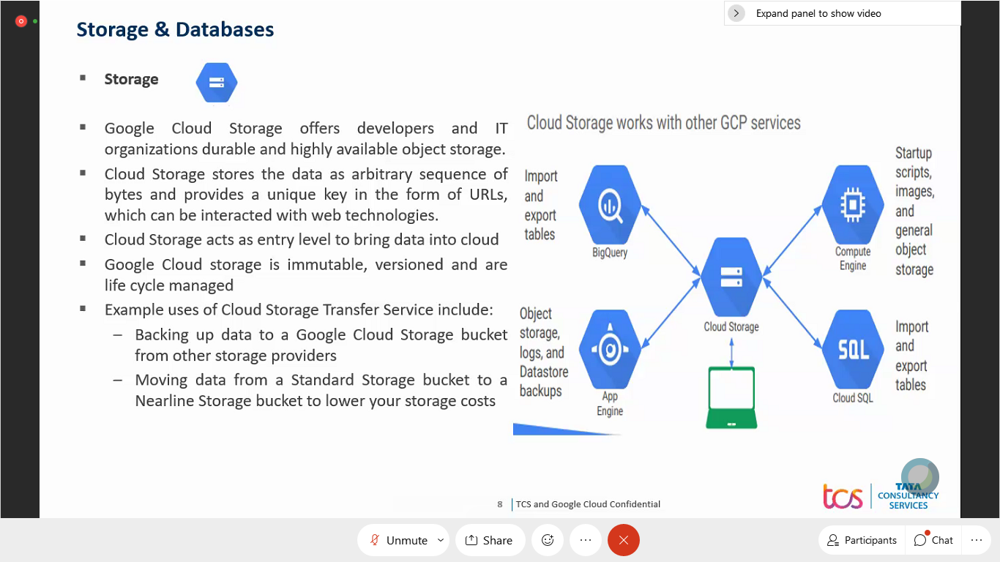 Storage & Databases
Expand panel to show video
▪ Storage
▪ Google Cloud Storage offers developers and IT
organizations durable and highly available object storage.
▪ Cloud Storage stores the data as arbitrary sequence of
bytes and provides a unique key in the form of URLs,
which can be interacted with web technologies.
▪ Cloud Storage acts as entry level to bring data into cloud
▪ Google Cloud storage is immutable, versioned and are
life cycle managed
▪ Example uses of Cloud Storage Transfer Service include:
– Backing up data to a Google Cloud Storage bucket
from other storage providers
– Moving data from a Standard Storage bucket to a
Nearline Storage bucket to lower your storage costs
Cloud Storage works with other GCP services
Import
and
export
tables
BigQuery
Startup
scripts,
images,
and
general
object
storage
Compute
Engine
Cloud Storage
Object
storage,
logs, and
Datastore
backups
App
Engine
SQL
Cloud SQL
Import
and
export
tables
8 TCS and Google Cloud Confidential
tcs
TATA
CONSULTANCY
SERVICES
Unmute
Share
Participants
Chat